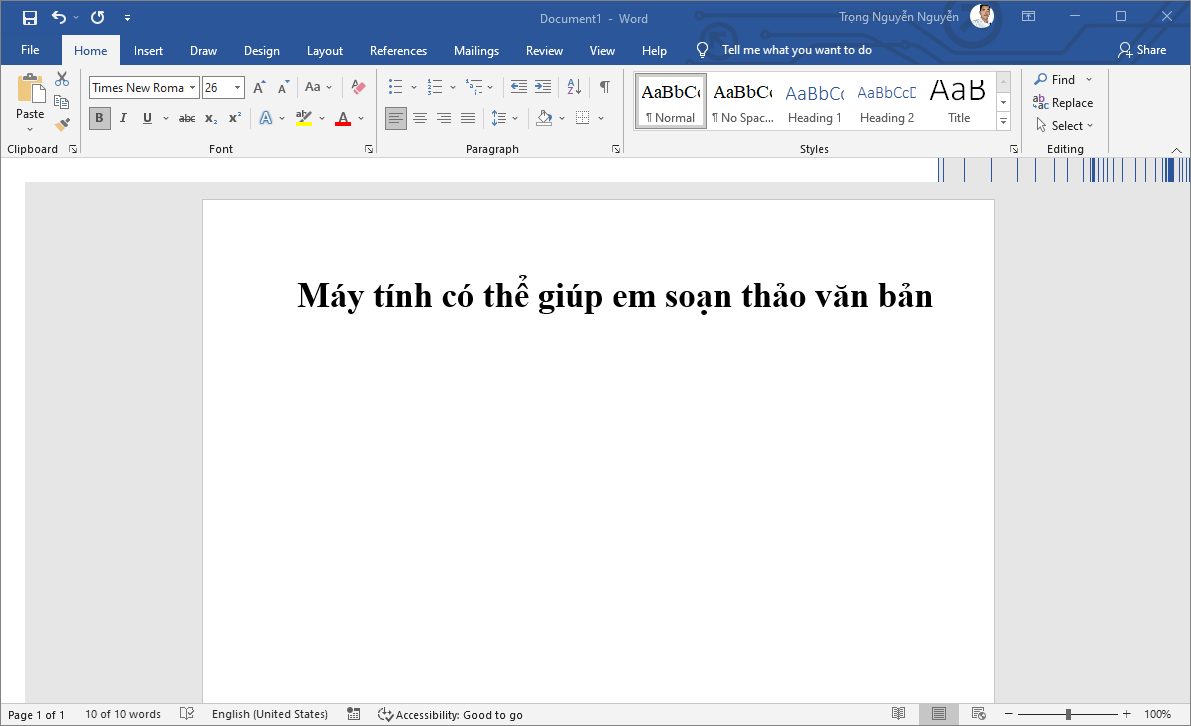 Document1 - Word
Trọng Nguyễn Nguyễn
File Home Insert Draw Design Layout References Mailings Review View Help Tell me what you want to do Share
Paste
Times New Roma 26 Aa
B I U abc x₂ x² A ab A
AaBbCc AaBbCc AaBbCc AaBbCcD AaB
¶ Normal ¶ No Spac... Heading 1 Heading 2 Title
Find
Replace
Select
Clipboard Font Paragraph Styles Editing
Máy tính có thể giúp em soạn thảo văn bản
Page 1 of 1 10 of 10 words English (United States) Accessibility: Good to go 100%